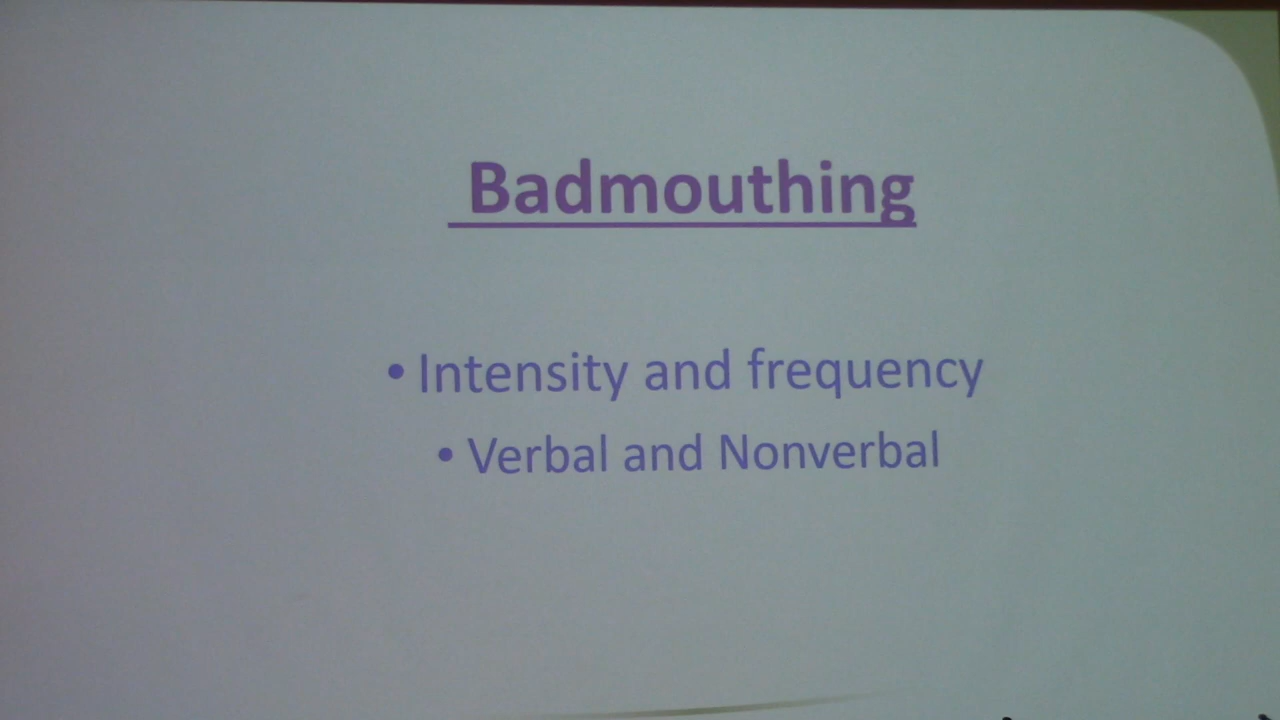 Badmouthing
• Intensity and frequency
• Verbal and Nonverbal